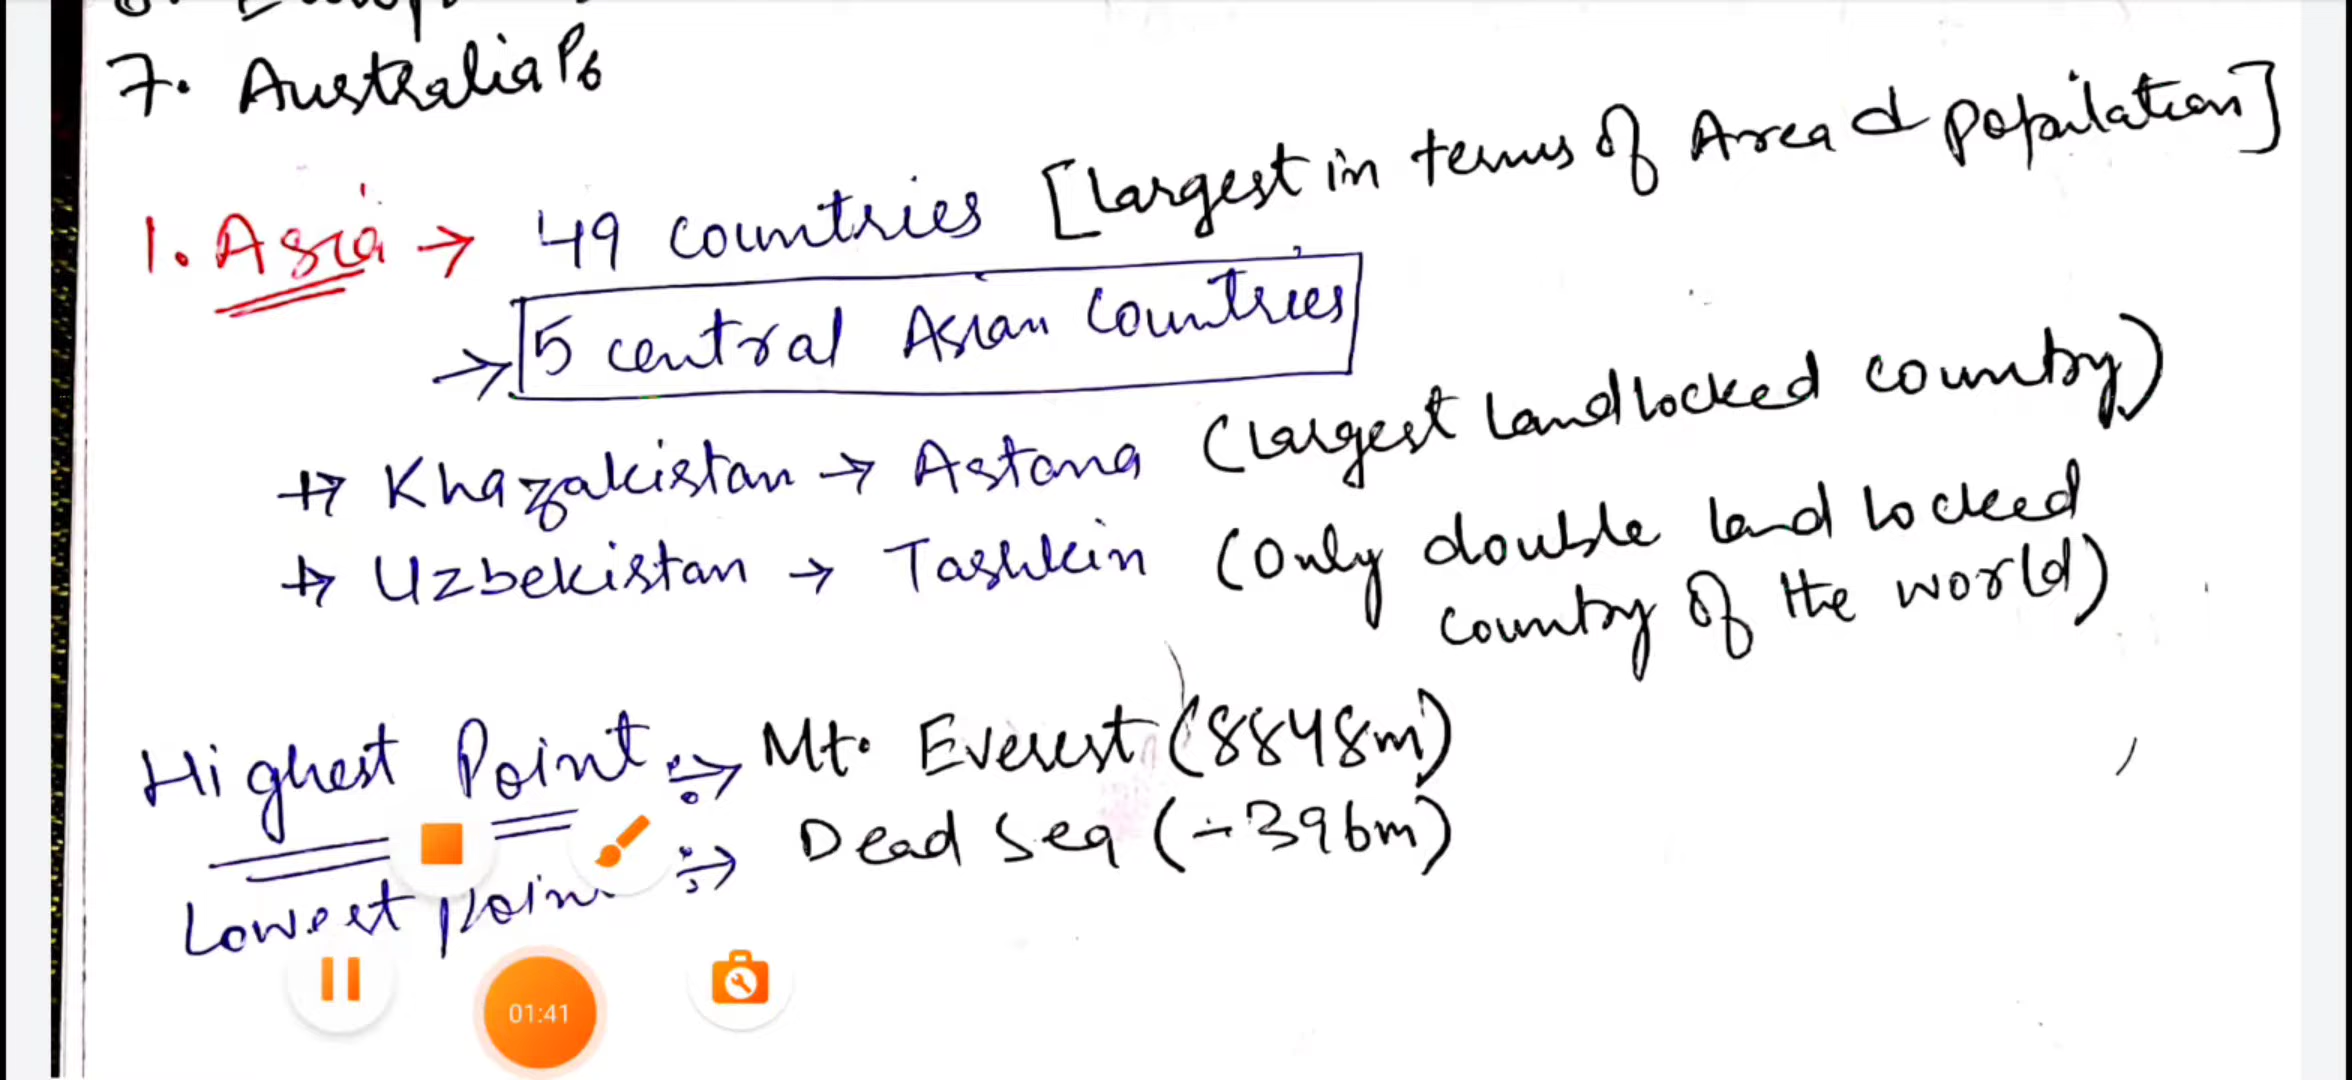 7. Australia
1. Asia → 49 countries [Largest in terms of Area & Population]
→ 5 central Asian Countries
→ Khazakistan → Astana (Largest Landlocked country)
→ Uzbekistan → Tashkin (Only double land locked
country of the world)
Highest Point :→ Mt. Everest (8848m)
Lowest poin :→ Dead Sea (-396m)
01:41